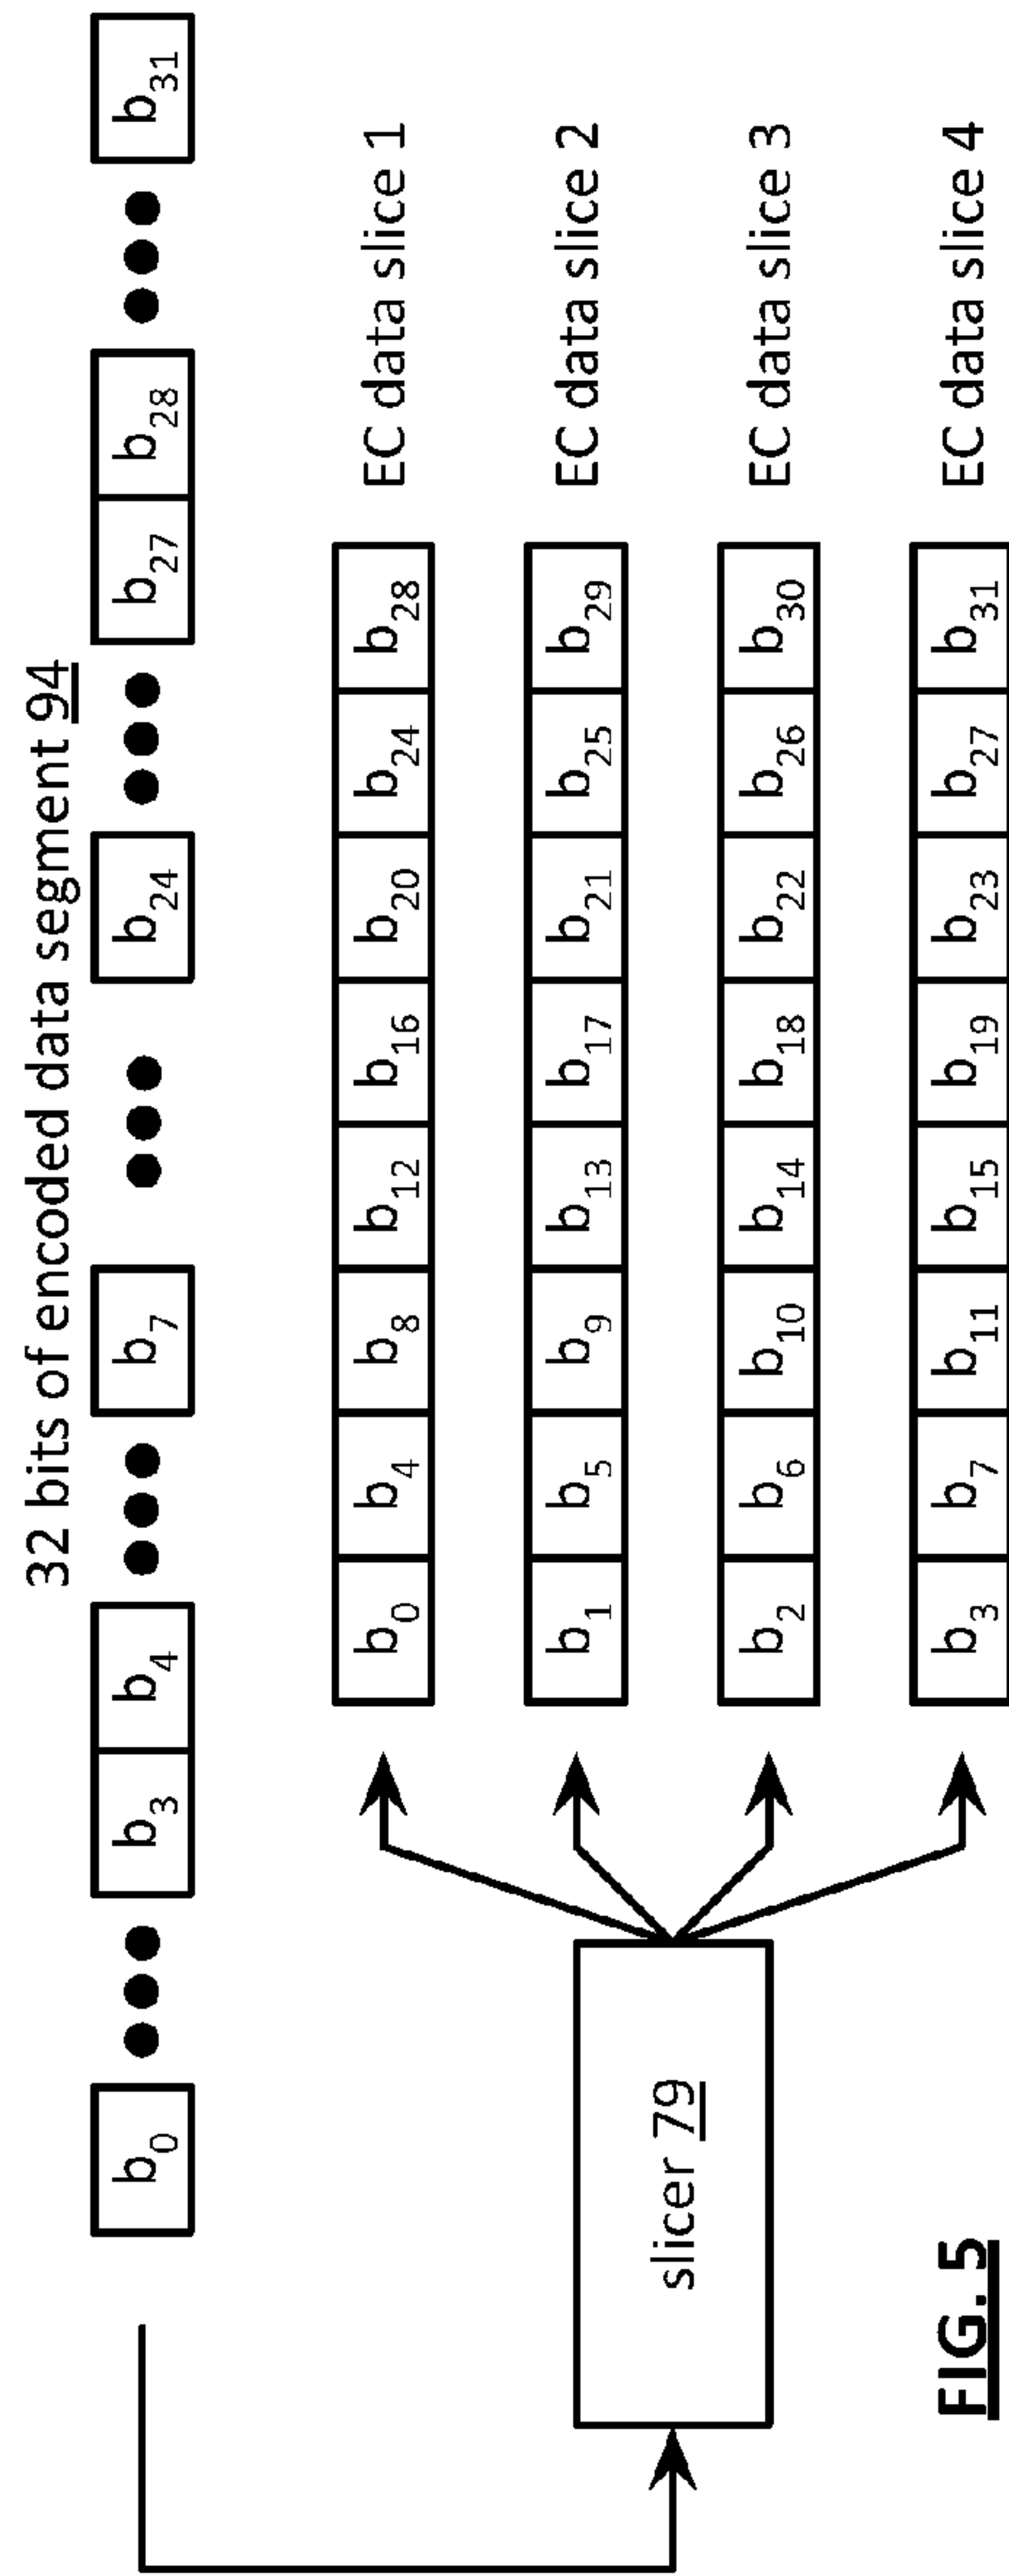 32 bits of encoded data segment 94
b0 ••• b3 b4 ••• b7 ••• b24 ••• b27 b28 ••• b31
b0 b4 b8 b12 b16 b20 b24 b28 EC data slice 1
b1 b5 b9 b13 b17 b21 b25 b29 EC data slice 2
slicer 79
b2 b6 b10 b14 b18 b22 b26 b30 EC data slice 3
b3 b7 b11 b15 b19 b23 b27 b31 EC data slice 4
FIG. 5